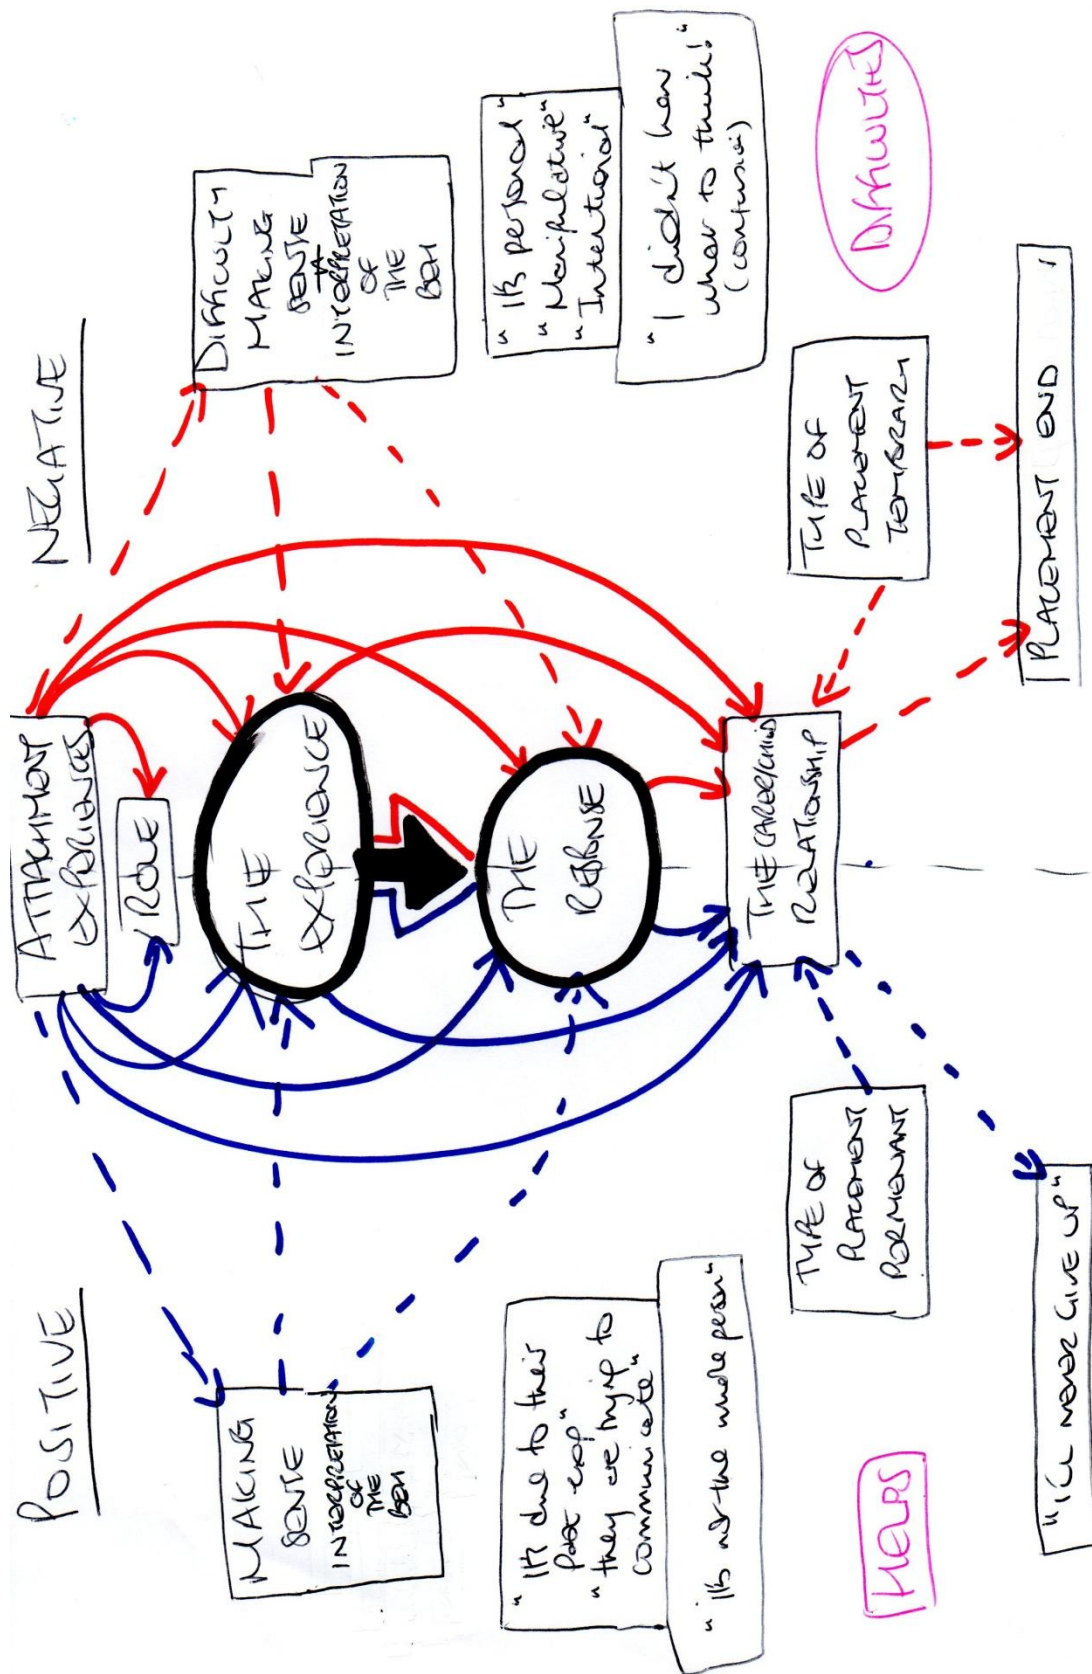 POSITIVE
NEGATIVE
ATTACHMENT
EXPERIENCES
ROLE
THE
EXPERIENCE
THE
RESPONSE
THE CARER/CHILD
RELATIONSHIP
MAKING
SENSE
INTERPRETATION
OF
THE
BEH
"It's due to their
past exp"
"they are trying to
communicate"
"it's not the whole person"
TYPE OF
PLACEMENT
PERMENANT
HELPS
"I'LL NEVER GIVE UP"
DIFFICULTY
MAKING
SENSE
INTERPRETATION
OF
THE
BEH
"It's personal"
"Manipulative"
"Intentional"
"I didn't know
what to think!"
(confusion)
TYPE OF
PLACEMENT
TEMPORARY
DIFFICULTIES
PLACEMENT END